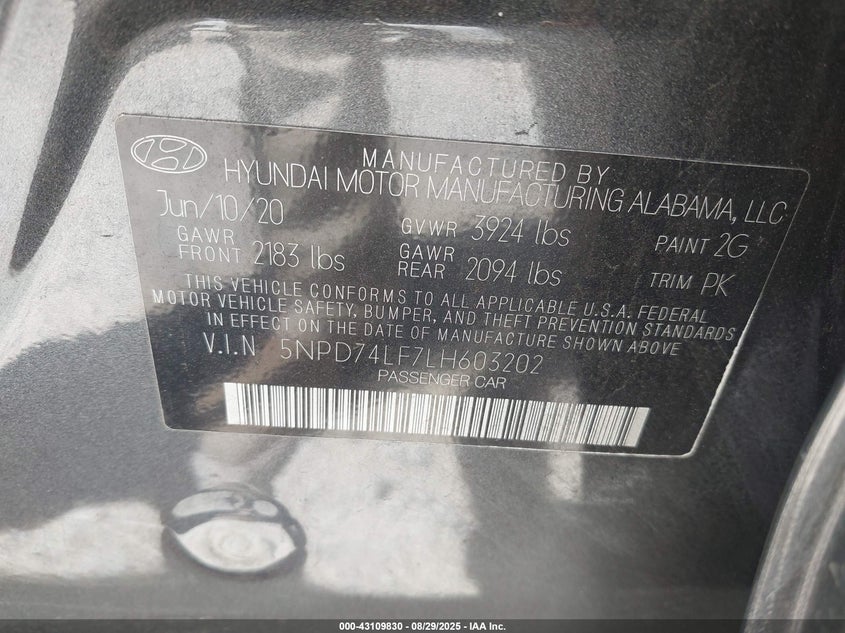 MANUFACTURED BY
HYUNDAI MOTOR MANUFACTURING ALABAMA, LLC
Jun/10/20 GVWR 3924 lbs PAINT 2G
GAWR FRONT 2183 lbs GAWR REAR 2094 lbs TRIM PK
THIS VEHICLE CONFORMS TO ALL APPLICABLE U.S.A. FEDERAL
MOTOR VEHICLE SAFETY, BUMPER, AND THEFT PREVENTION STANDARDS
IN EFFECT ON THE DATE OF MANUFACTURE SHOWN ABOVE
V.I.N 5NPD74LF7LH603202
PASSENGER CAR
000-43109830 - 08/29/2025 - IAA Inc.